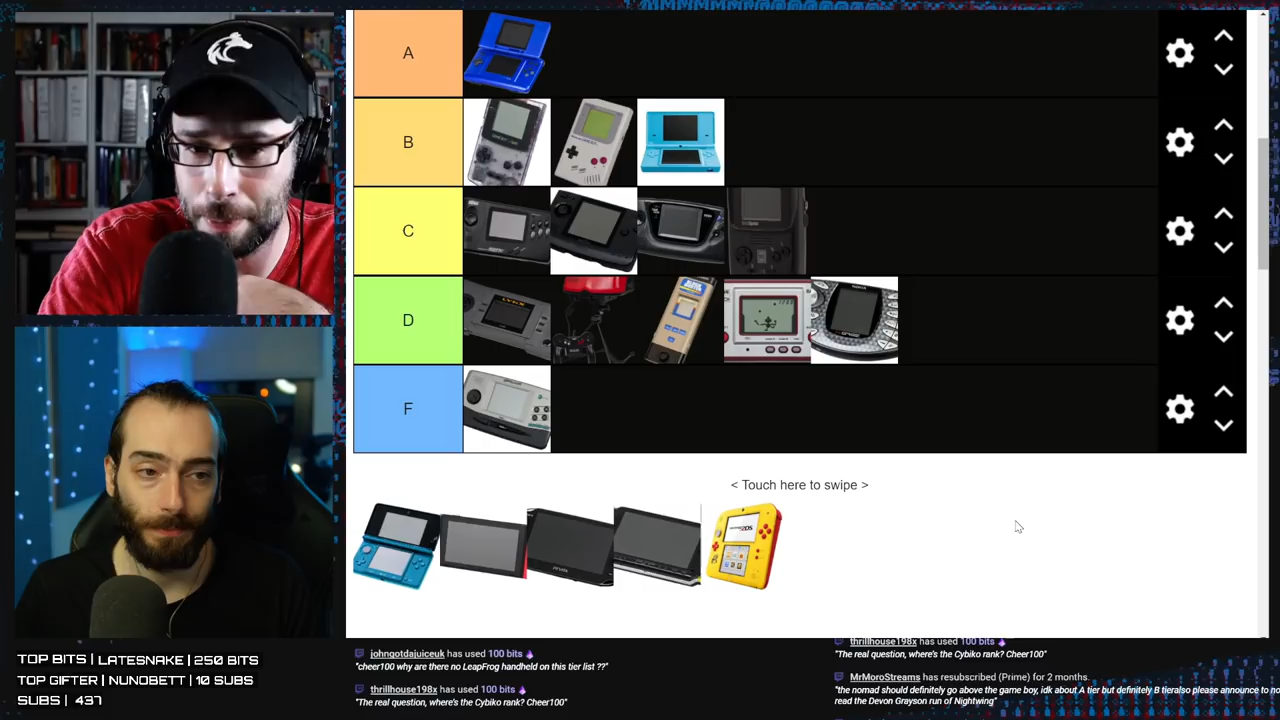 A
B
C
D
F
LYNX
< Touch here to swipe >
PSVITA
NINTENDO 2DS
johngotdajuiceuk has used 100 bits
"cheer100 why are there no LeapFrog handheld on this tier list ??"
thrillhouse198x has used 100 bits
"The real question, where's the Cybiko rank? Cheer100"
thrillhouse198x has used 100 bits
"The real question, where's the Cybiko rank? Cheer100"
MrMoroStreams has resubscribed (Prime) for 2 months.
"the nomad should definitely go above the game boy, idk about A tier but definitely B tieralso please announce to no
read the Devon Grayson run of Nightwing"
TOP BITS | LATESNAKE | 250 BITS
TOP GIFTER | NUNOBETT | 10 SUBS
SUBS | 437